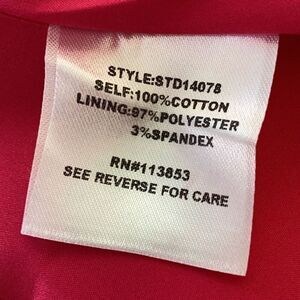 STYLE:STD14078
SELF:100%COTTON
LINING:97%POLYESTER
3%SPANDEX
RN#113853
SEE REVERSE FOR CARE